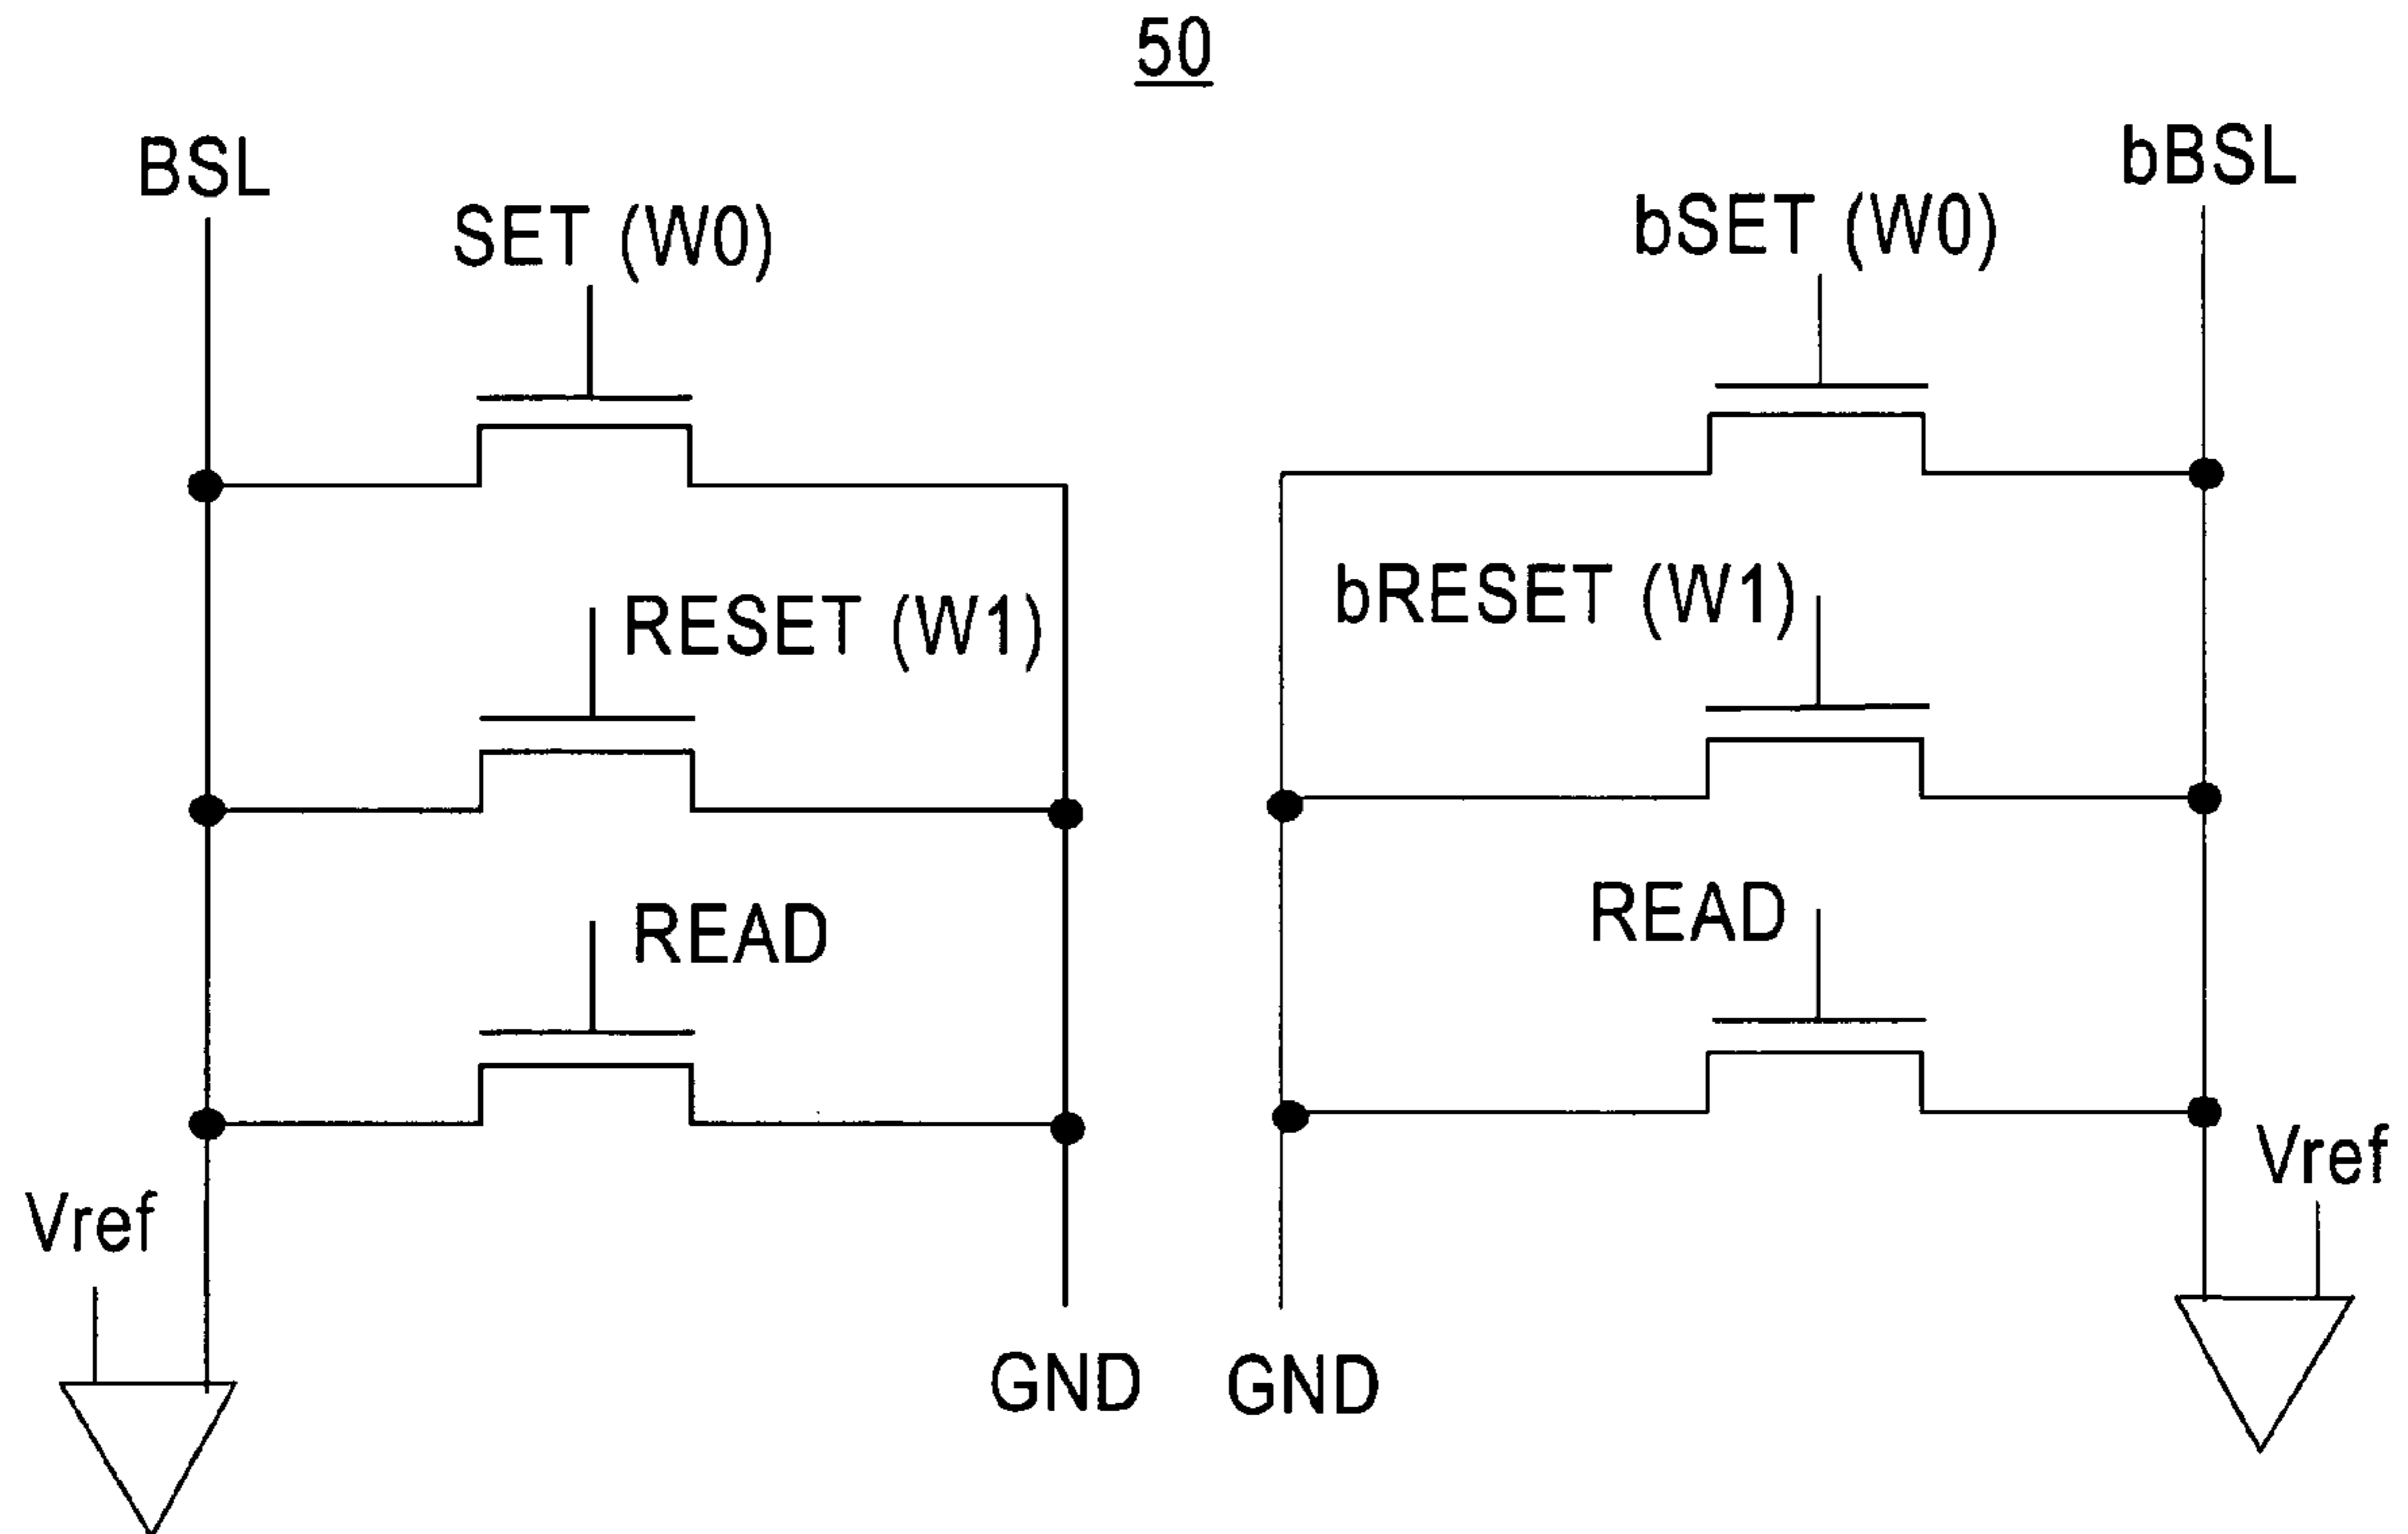 50
BSL
bBSL
SET (W0)
bSET (W0)
RESET (W1)
bRESET (W1)
READ
READ
Vref
Vref
GND
GND